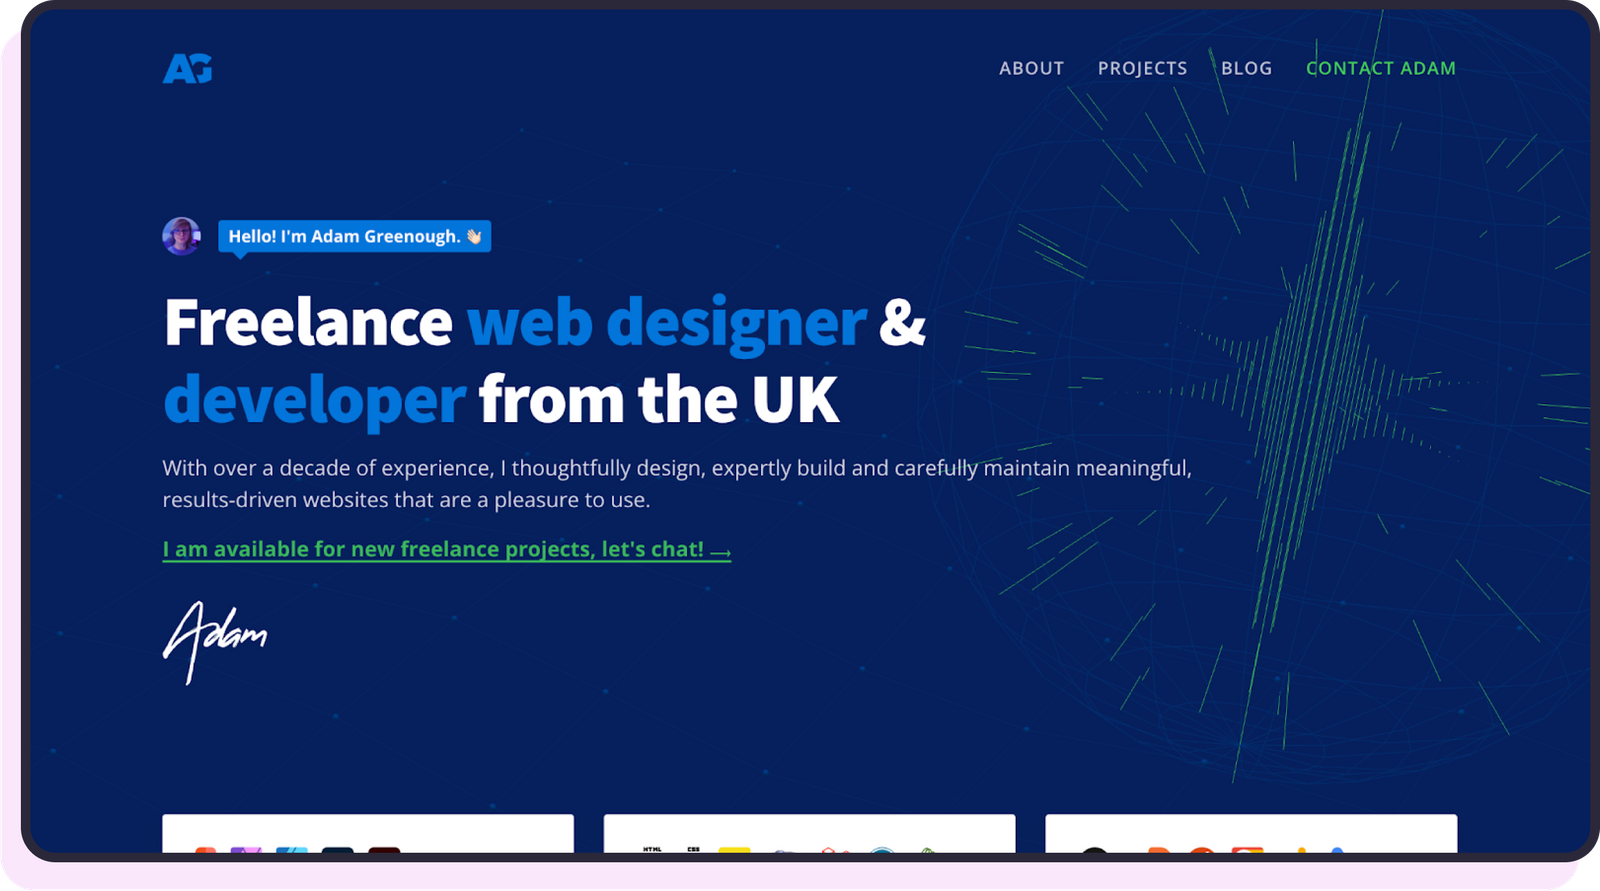 AG
ABOUT PROJECTS BLOG CONTACT ADAM
Hello! I'm Adam Greenough. 👋🏻
Freelance web designer &
developer from the UK
With over a decade of experience, I thoughtfully design, expertly build and carefully maintain meaningful,
results-driven websites that are a pleasure to use.
I am available for new freelance projects, let's chat! →
Adam
HTML CSS